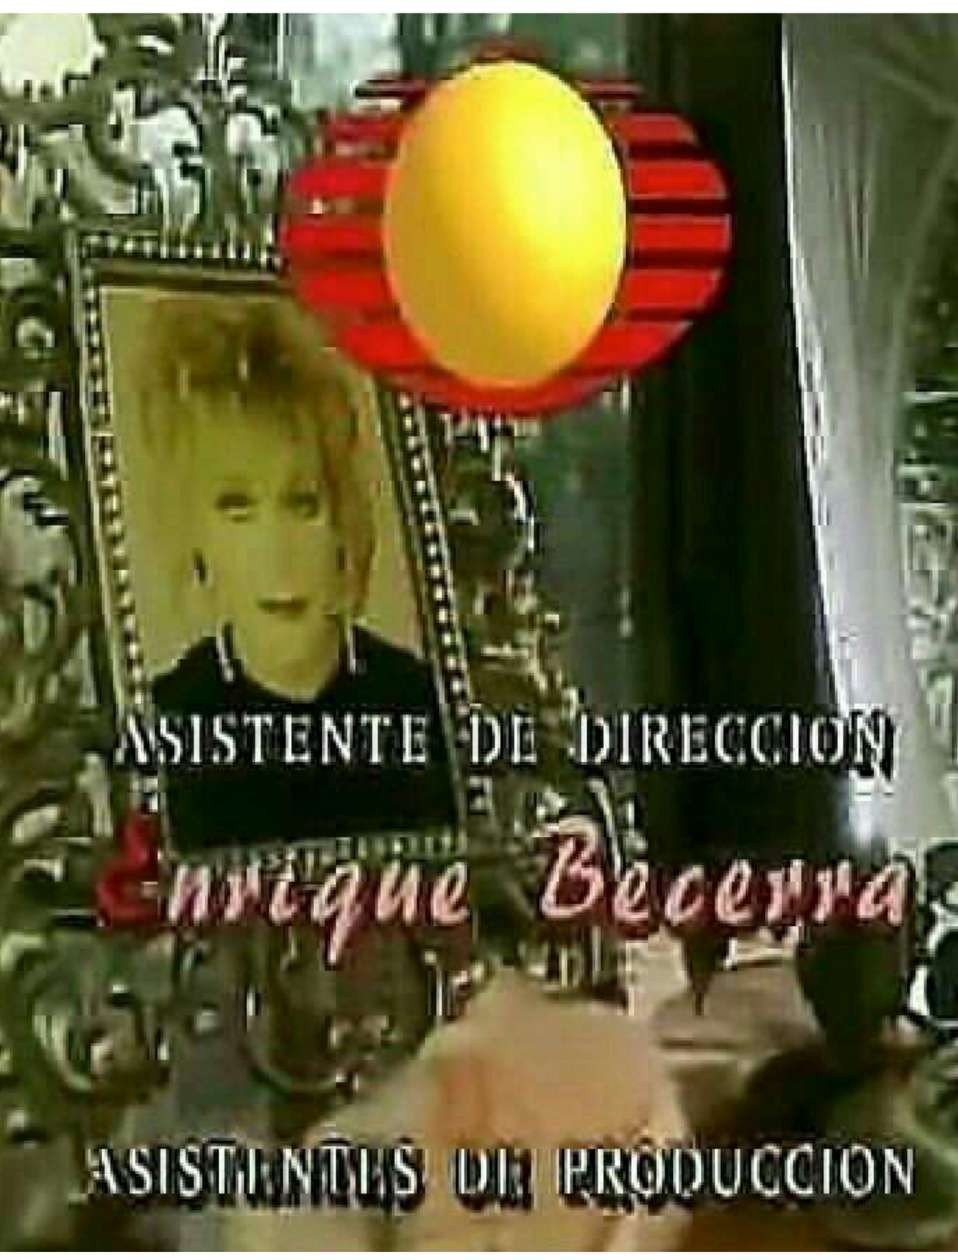 ASISTENTE DE DIRECCION
Enrique Becerra
ASISTENTES DE PRODUCCION